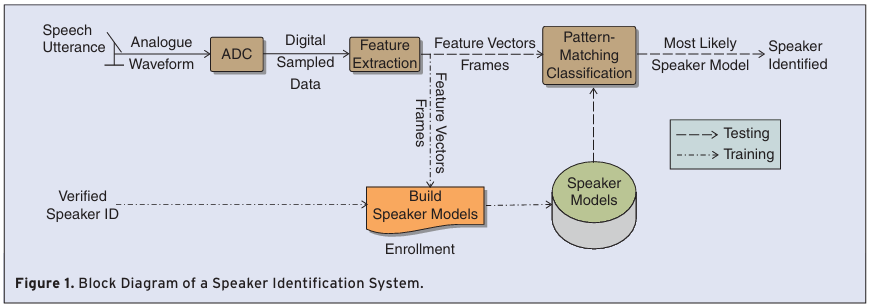 Speech
Utterance
Analogue
Waveform
ADC
Digital
Sampled
Data
Feature
Extraction
Feature Vectors
Frames
Pattern-
Matching
Classification
Most Likely
Speaker Model
Speaker
Identified
Feature Vectors
Frames
Testing
Training
Verified
Speaker ID
Build
Speaker Models
Enrollment
Speaker
Models
Figure 1. Block Diagram of a Speaker Identification System.